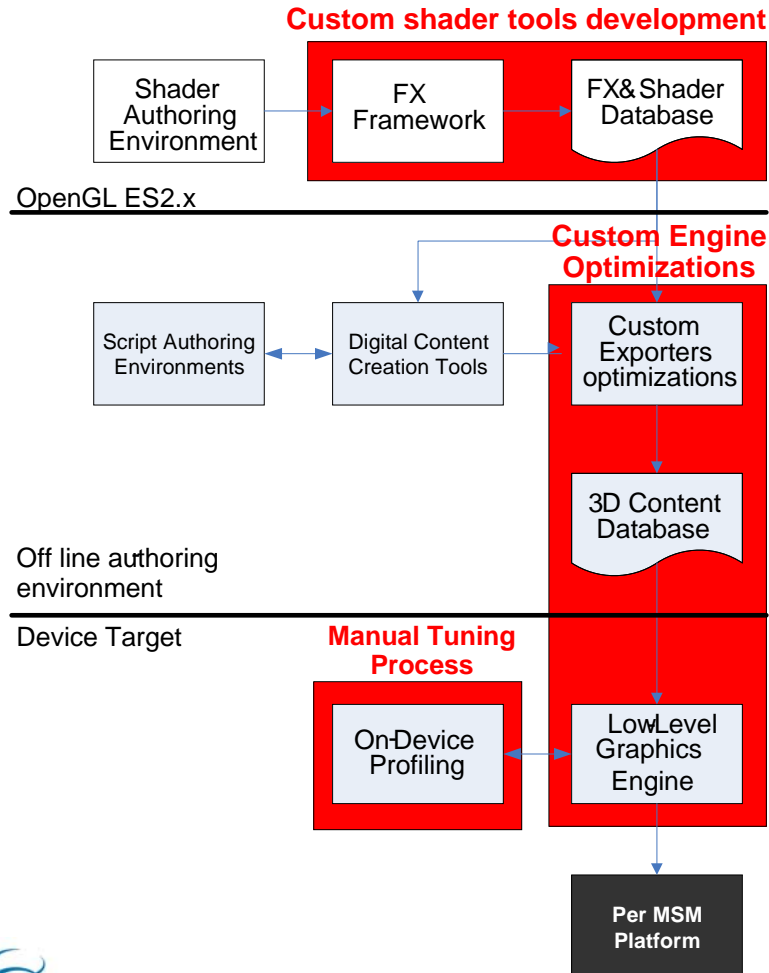 Custom shader tools development
Shader
Authoring
Environment
FX
Framework
FX& Shader
Database
OpenGL ES2.x
Custom Engine
Optimizations
Script Authoring
Environments
Digital Content
Creation Tools
Custom
Exporters
optimizations
3D Content
Database
Off line authoring
environment
Device Target
Manual Tuning
Process
On-Device
Profiling
Low-Level
Graphics
Engine
Per MSM
Platform